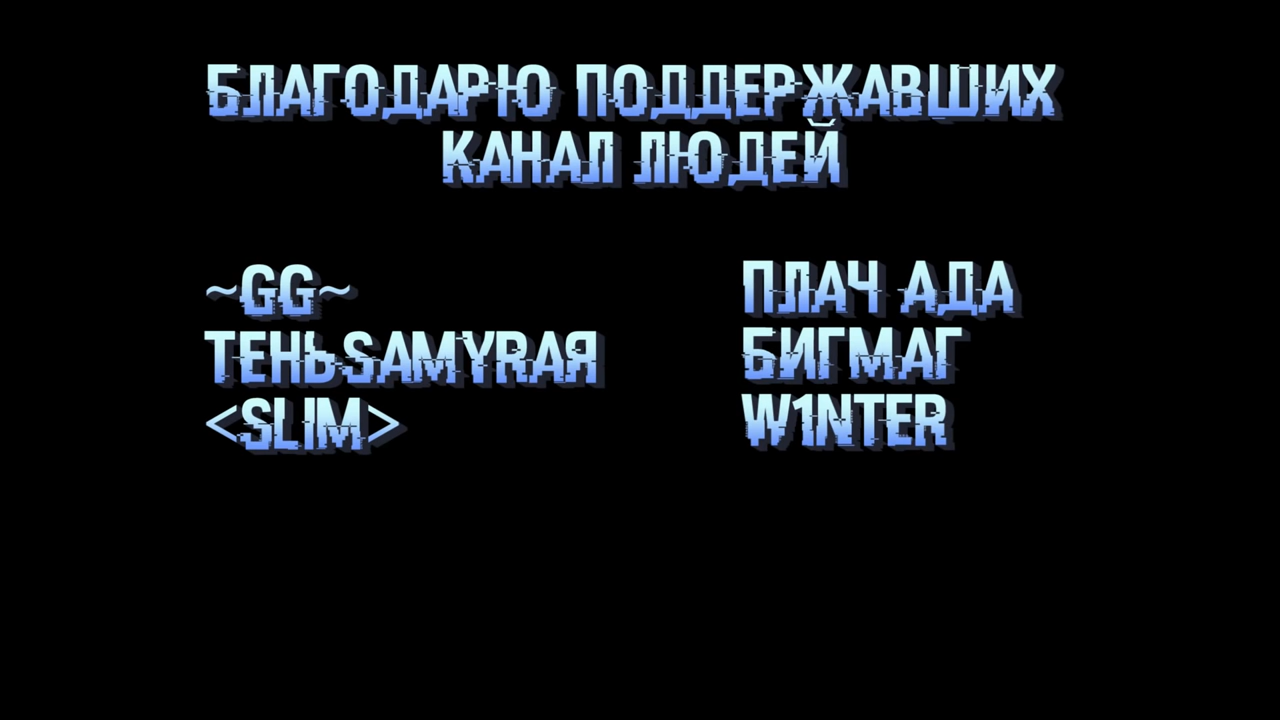 БЛАГОДАРЮ ПОДДЕРЖАВШИХ
КАНАЛ ЛЮДЕЙ
~GG~
ТЕНЬSAMYRAЯ
<SLIM>
ПЛАЧ АДА
БИГМАГ
W1NTER